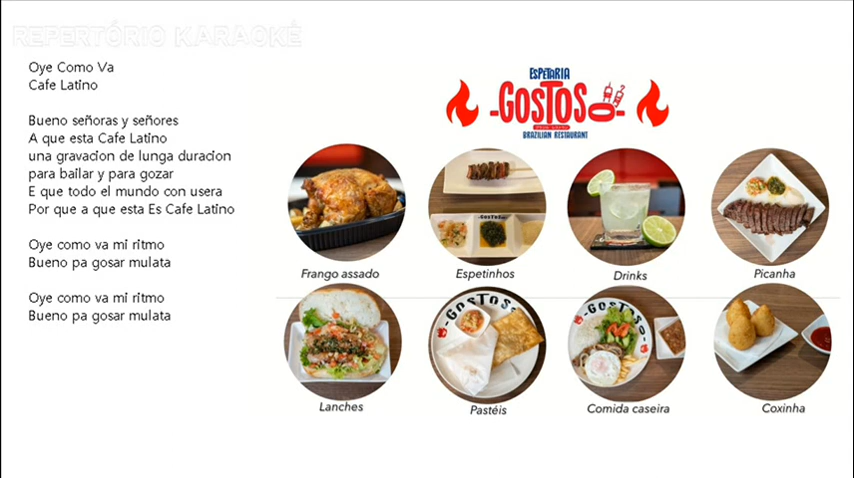 REPERTÓRIO KARAOKÊ
Oye Como Va
Cafe Latino
Bueno señoras y señores
A que esta Cafe Latino
una gravacion de lunga duracion
para bailar y para gozar
E que todo el mundo con usera
Por que a que esta Es Cafe Latino
Oye como va mi ritmo
Bueno pa gosar mulata
Oye como va mi ritmo
Bueno pa gosar mulata
ESPETARIA
GOSTOSO
BRAZILIAN RESTAURANT
Frango assado
Espetinhos
Drinks
Picanha
Lanches
Pastéis
Comida caseira
Coxinha
GOSTOSO
GOSTOSO
GOSTOSO